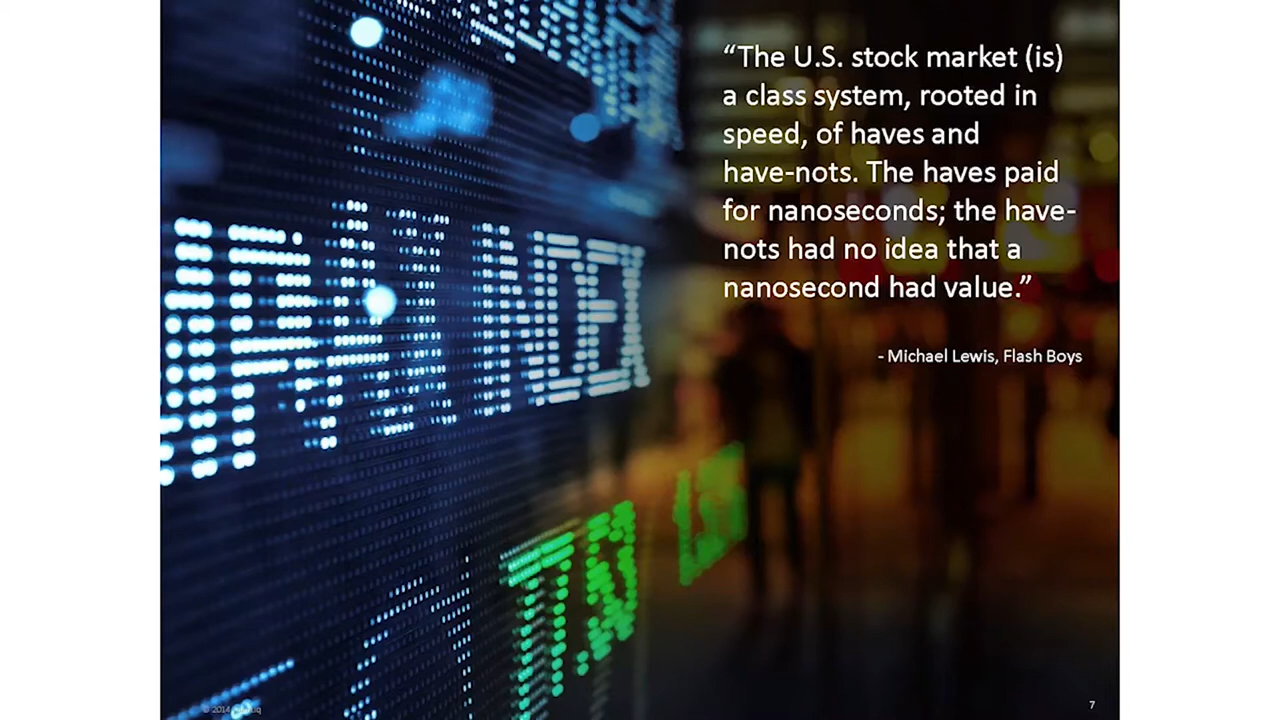 “The U.S. stock market (is)
a class system, rooted in
speed, of haves and
have-nots. The haves paid
for nanoseconds; the have-
nots had no idea that a
nanosecond had value.”
- Michael Lewis, Flash Boys
INDEX
© 2014
7